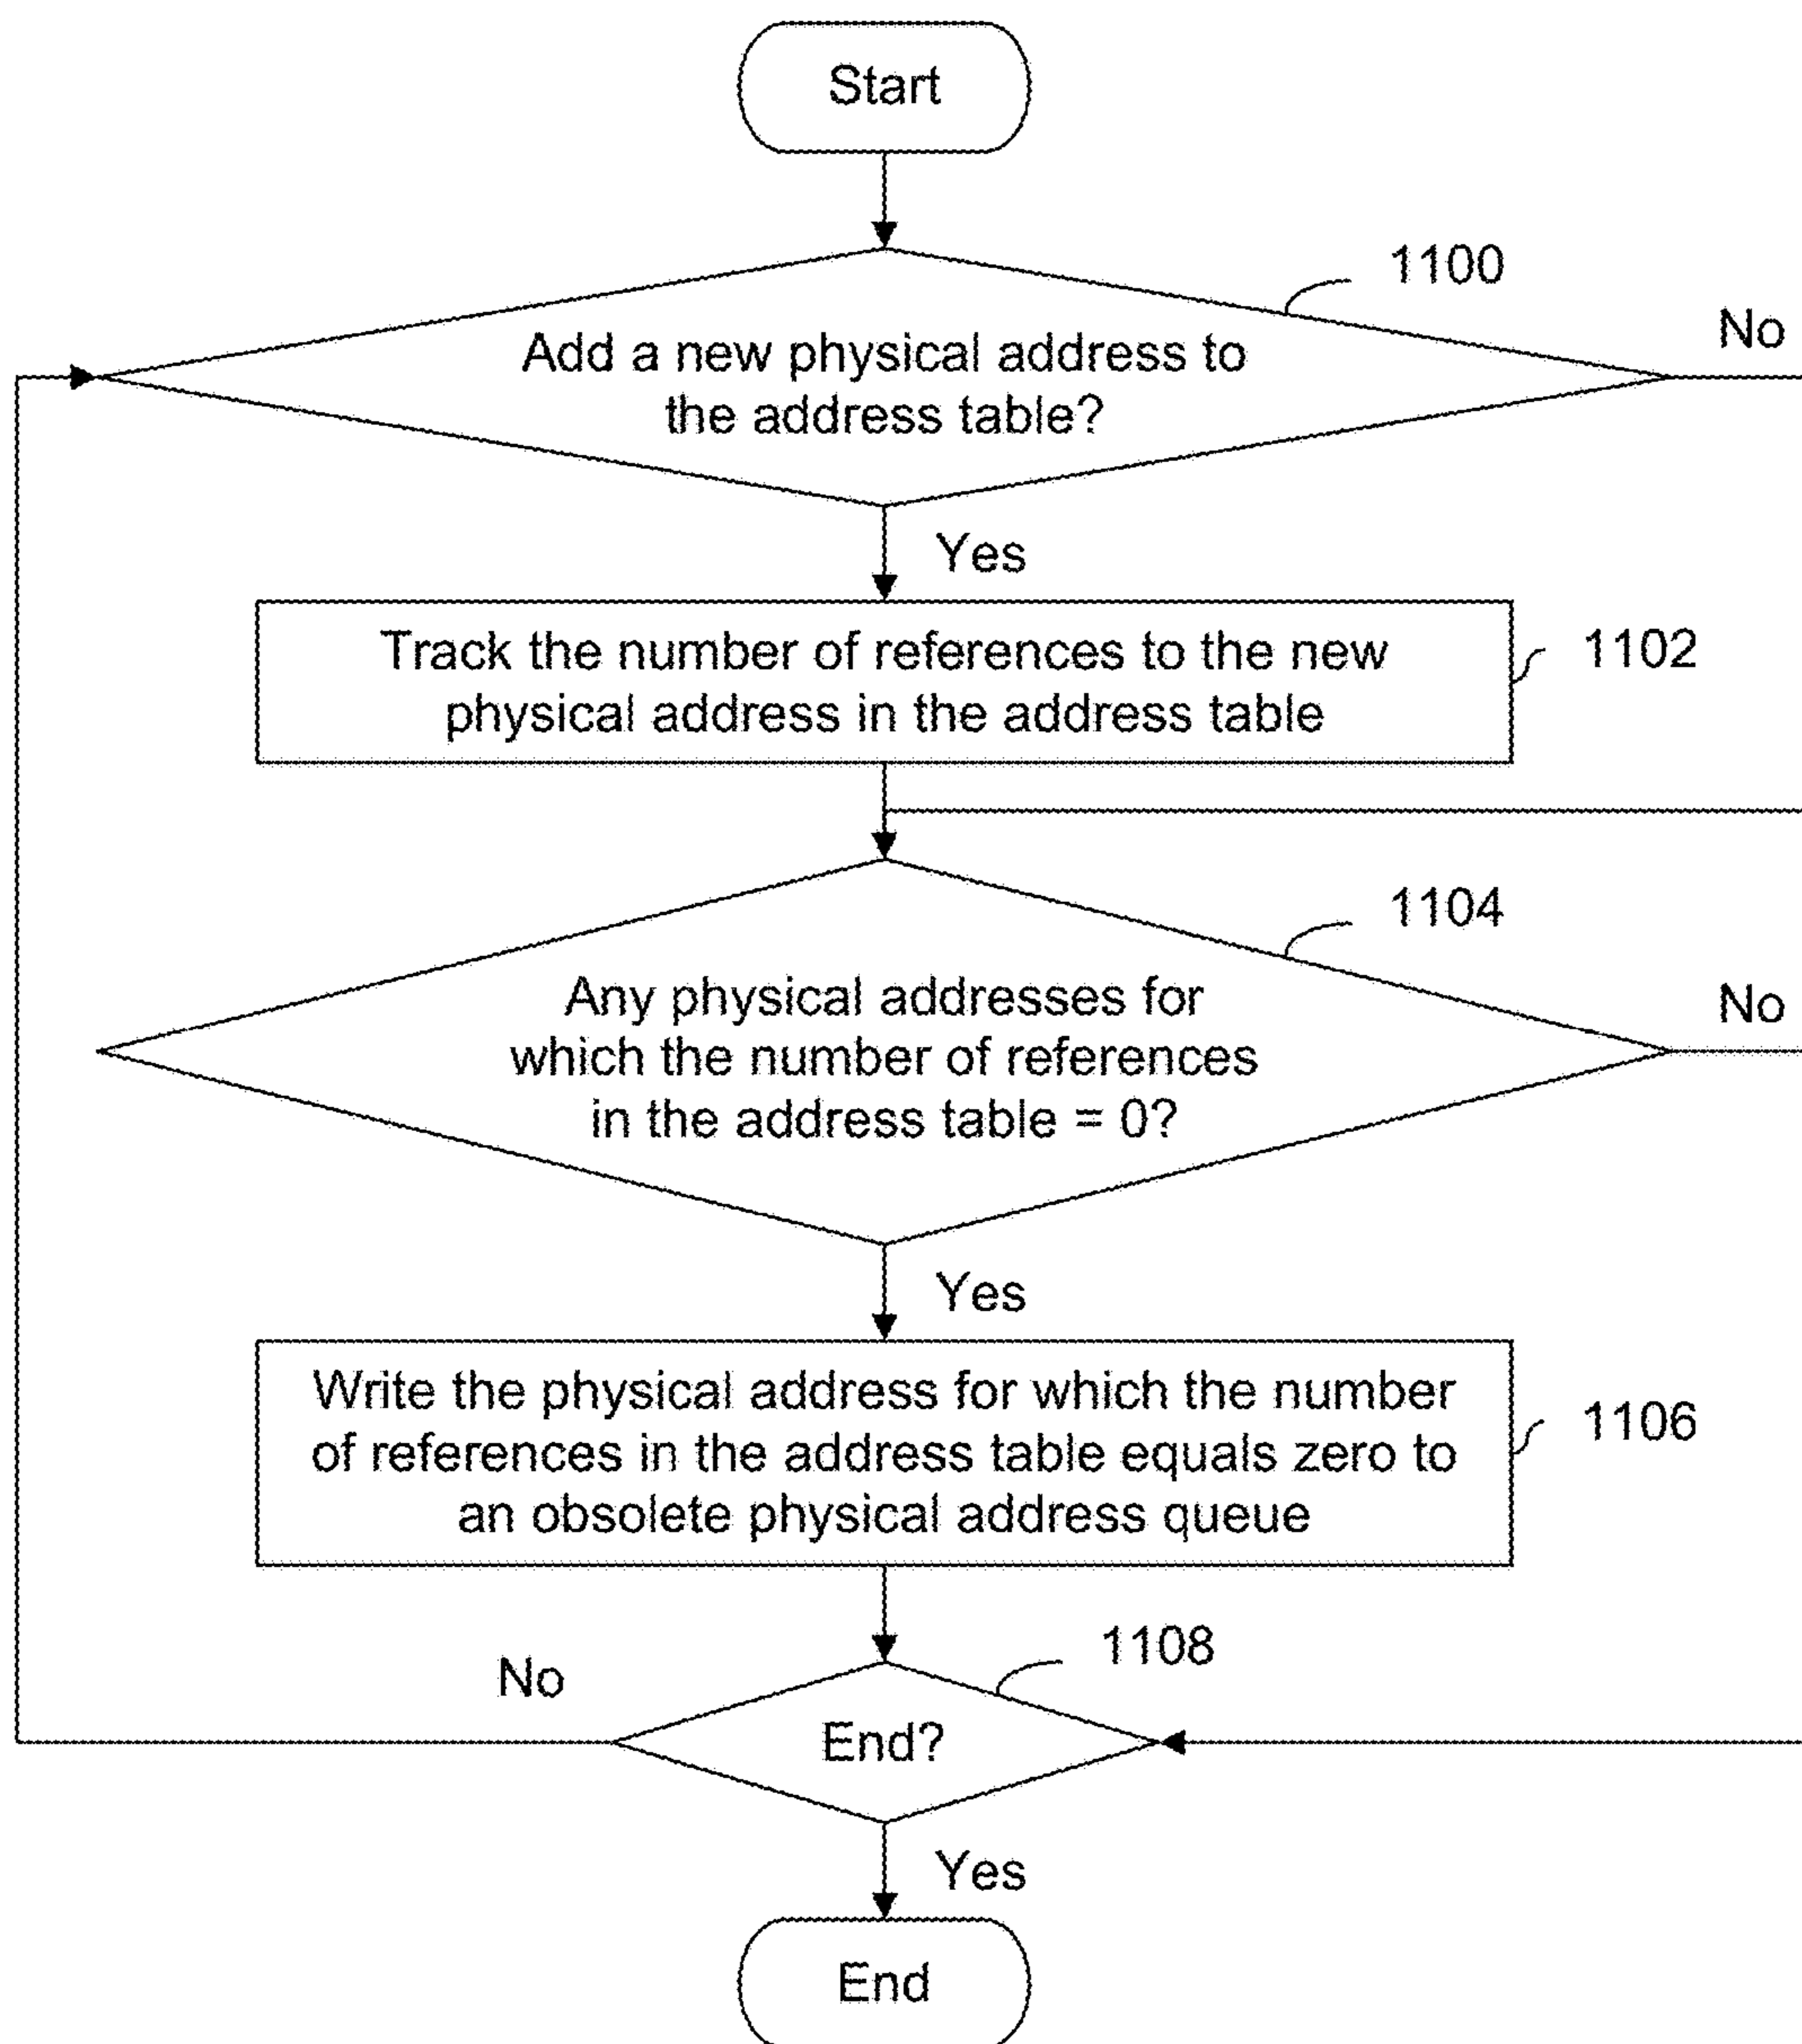 Start
1100
No
Add a new physical address to
the address table?
Yes
Track the number of references to the new
physical address in the address table
1102
1104
Any physical addresses for
which the number of references
in the address table = 0?
No
Yes
Write the physical address for which the number
of references in the address table equals zero to
an obsolete physical address queue
1106
1108
No
End?
Yes
End